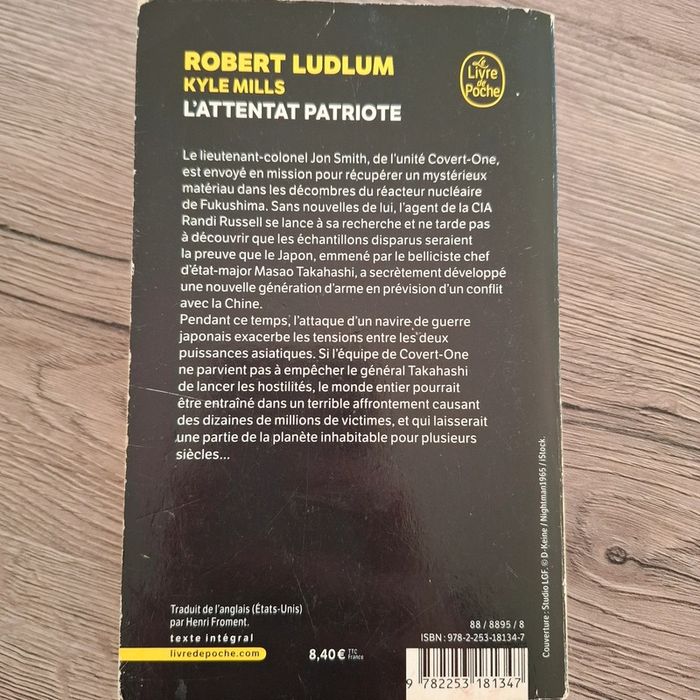 ROBERT LUDLUM
KYLE MILLS
L'ATTENTAT PATRIOTE
Le
Livre
de
Poche
Le lieutenant-colonel Jon Smith, de l'unité Covert-One,
est envoyé en mission pour récupérer un mystérieux
matériau dans les décombres du réacteur nucléaire
de Fukushima. Sans nouvelles de lui, l'agent de la CIA
Randi Russell se lance à sa recherche et ne tarde pas
à découvrir que les échantillons disparus seraient
la preuve que le Japon, emmené par le belliciste chef
d'état-major Masao Takahashi, a secrètement développé
une nouvelle génération d'arme en prévision d'un conflit
avec la Chine.
Pendant ce temps, l'attaque d'un navire de guerre
japonais exacerbe les tensions entre les deux
puissances asiatiques. Si l'équipe de Covert-One
ne parvient pas à empêcher le général Takahashi
de lancer les hostilités, le monde entier pourrait
être entraîné dans un terrible affrontement causant
des dizaines de millions de victimes, et qui laisserait
une partie de la planète inhabitable pour plusieurs
siècles...
Traduit de l'anglais (États-Unis)
par Henri Froment.
texte intégral
livredepoche.com
8,40 € TTC
France
88 / 8895 / 8
ISBN : 978-2-253-18134-7
9 782253 181347
Couverture : Studio LGF. © D-Keine / Nightman1965 / iStock.